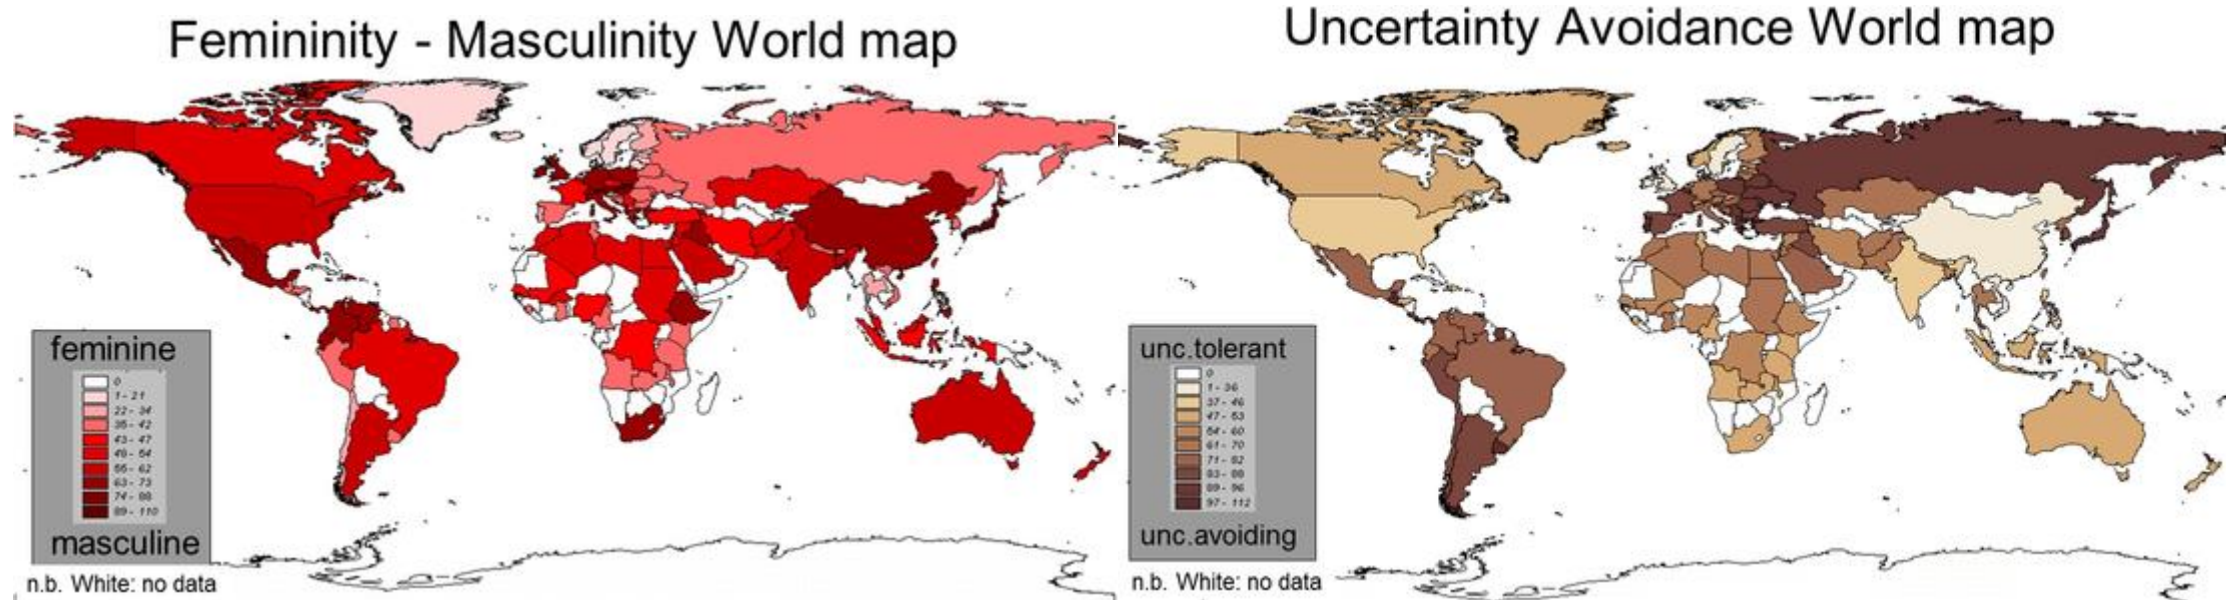 Femininity - Masculinity World map
feminine
0
1 - 21
22 - 34
35 - 42
43 - 47
48 - 54
55 - 62
63 - 73
74 - 88
89 - 110
masculine
n.b. White: no data
Uncertainty Avoidance World map
unc.tolerant
0
1 - 36
37 - 46
47 - 53
54 - 60
61 - 70
71 - 82
83 - 88
89 - 96
97 - 112
unc.avoiding
n.b. White: no data